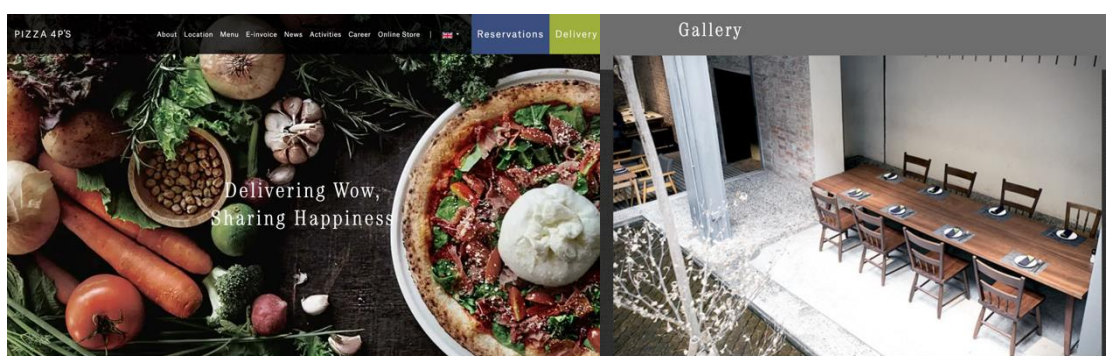 PIZZA 4P'S
About Location Menu E-invoice News Activities Career Online Store | Reservations Delivery
Delivering Wow,
Sharing Happiness
Gallery